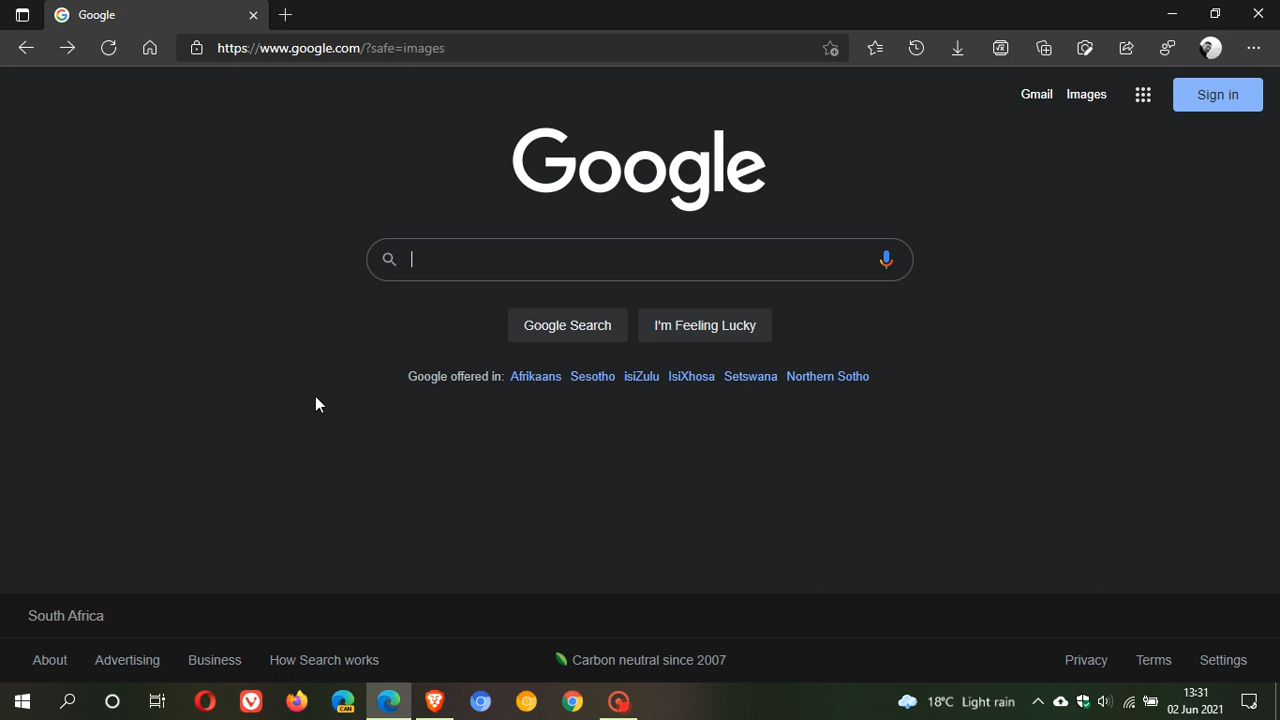 Google
https://www.google.com/?safe=images
Gmail Images Sign in
Google
Google Search I'm Feeling Lucky
Google offered in: Afrikaans Sesotho isiZulu IsiXhosa Setswana Northern Sotho
South Africa
About Advertising Business How Search works Carbon neutral since 2007 Privacy Terms Settings
CAN
18°C Light rain
13:31
02 Jun 2021